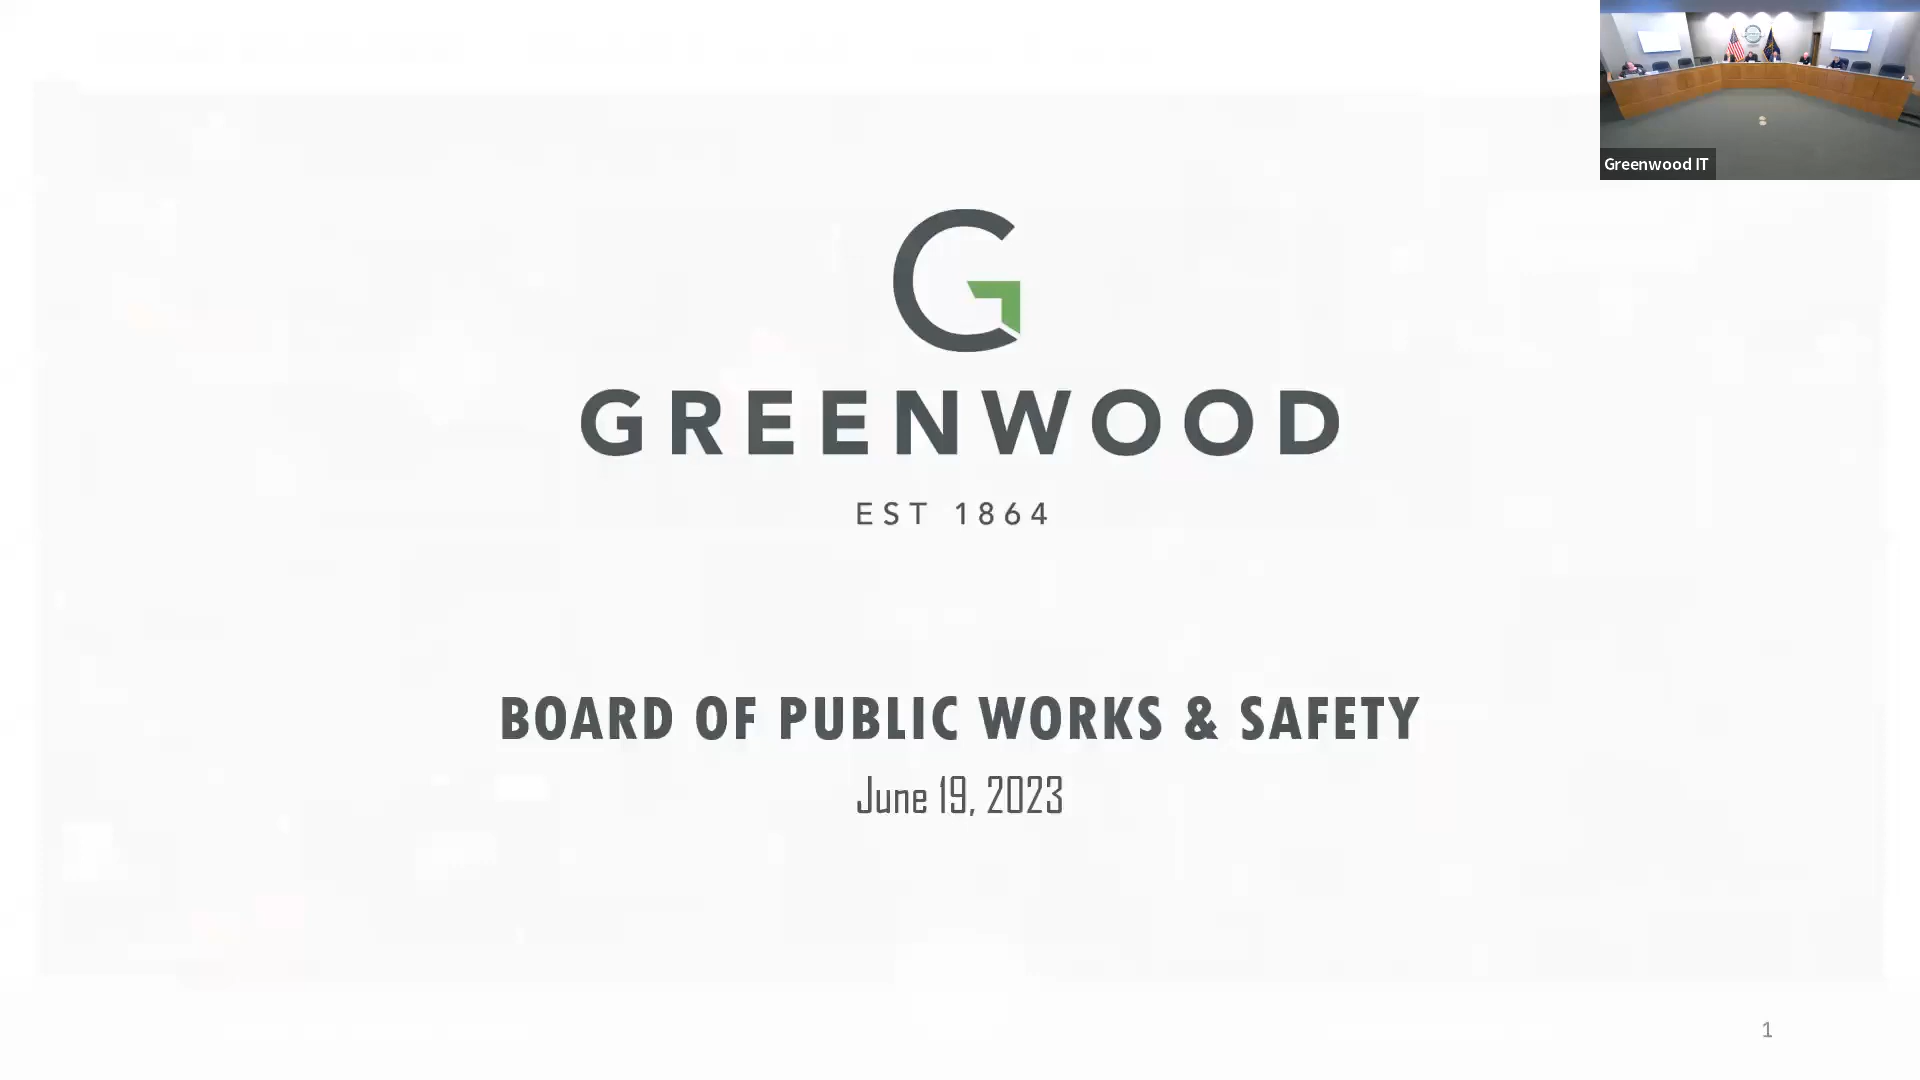 Greenwood IT
GREENWOOD
EST 1864
BOARD OF PUBLIC WORKS & SAFETY
June 19, 2023
1